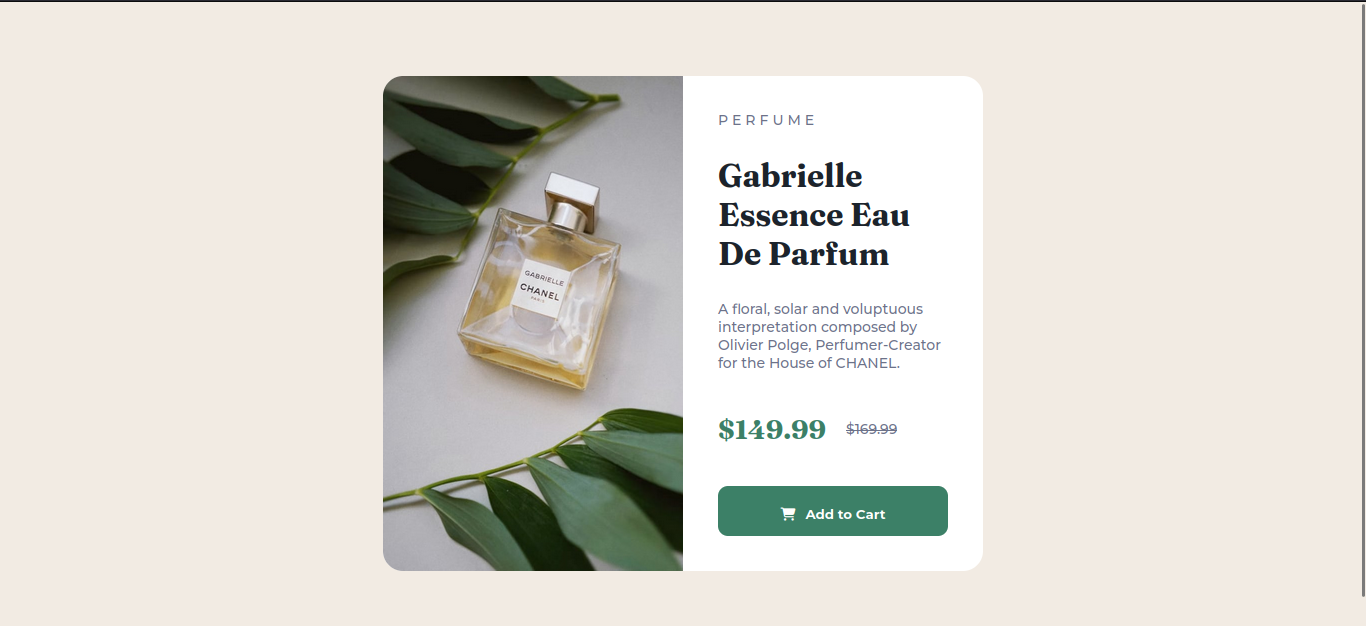 GABRIELLE
CHANEL
PARIS
PERFUME
Gabrielle
Essence Eau
De Parfum
A floral, solar and voluptuous
interpretation composed by
Olivier Polge, Perfumer-Creator
for the House of CHANEL.
$149.99 $169.99
Add to Cart